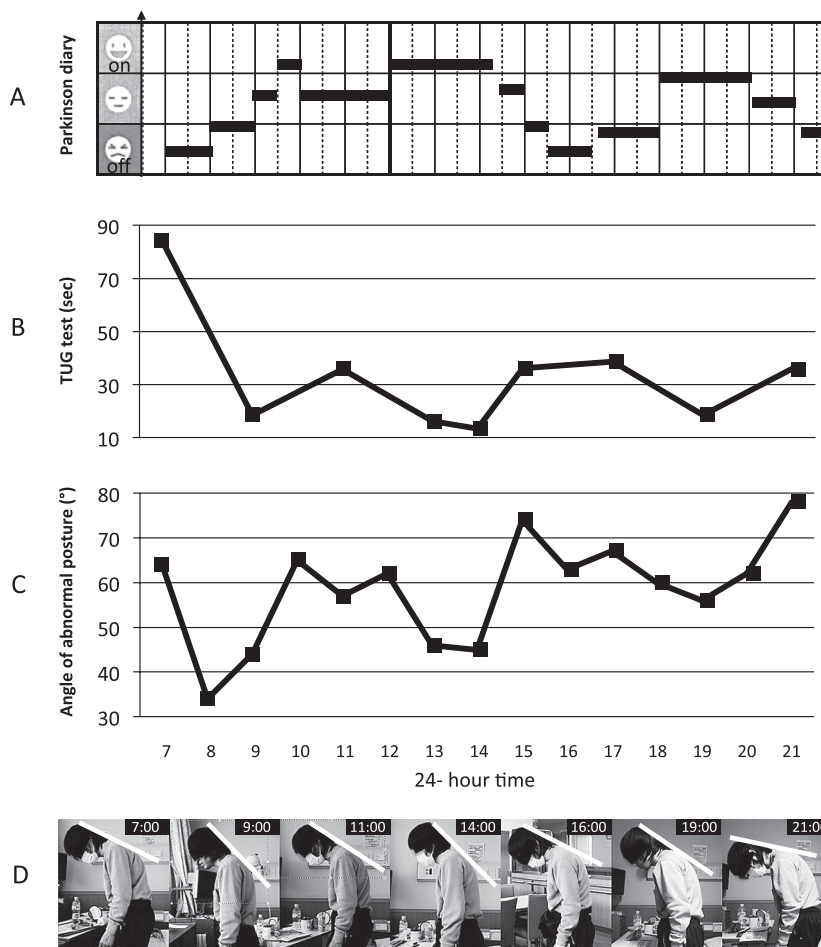 A
Parkinson diary
on
off
B
TUG test (sec)
90
70
50
30
10
C
Angle of abnormal posture (°)
80
70
60
50
40
30
7 8 9 10 11 12 13 14 15 16 17 18 19 20 21
24- hour time
D
7:00 9:00 11:00 14:00 16:00 19:00 21:00